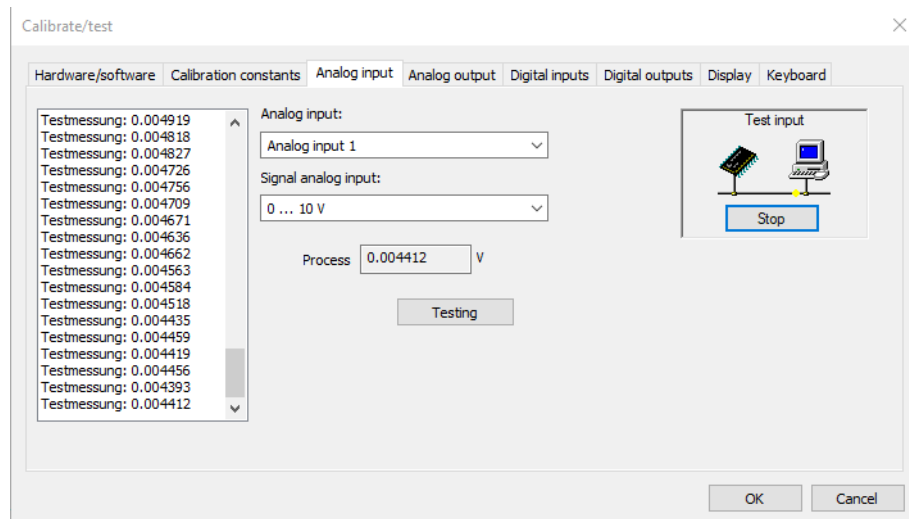 Calibrate/test
Hardware/software Calibration constants Analog input Analog output Digital inputs Digital outputs Display Keyboard
Testmessung: 0.004919
Testmessung: 0.004818
Testmessung: 0.004827
Testmessung: 0.004726
Testmessung: 0.004756
Testmessung: 0.004709
Testmessung: 0.004671
Testmessung: 0.004636
Testmessung: 0.004662
Testmessung: 0.004563
Testmessung: 0.004584
Testmessung: 0.004518
Testmessung: 0.004435
Testmessung: 0.004459
Testmessung: 0.004419
Testmessung: 0.004456
Testmessung: 0.004393
Testmessung: 0.004412
Analog input:
Analog input 1
Signal analog input:
0 ... 10 V
Process 0.004412 V
Testing
Test input
Stop
OK Cancel